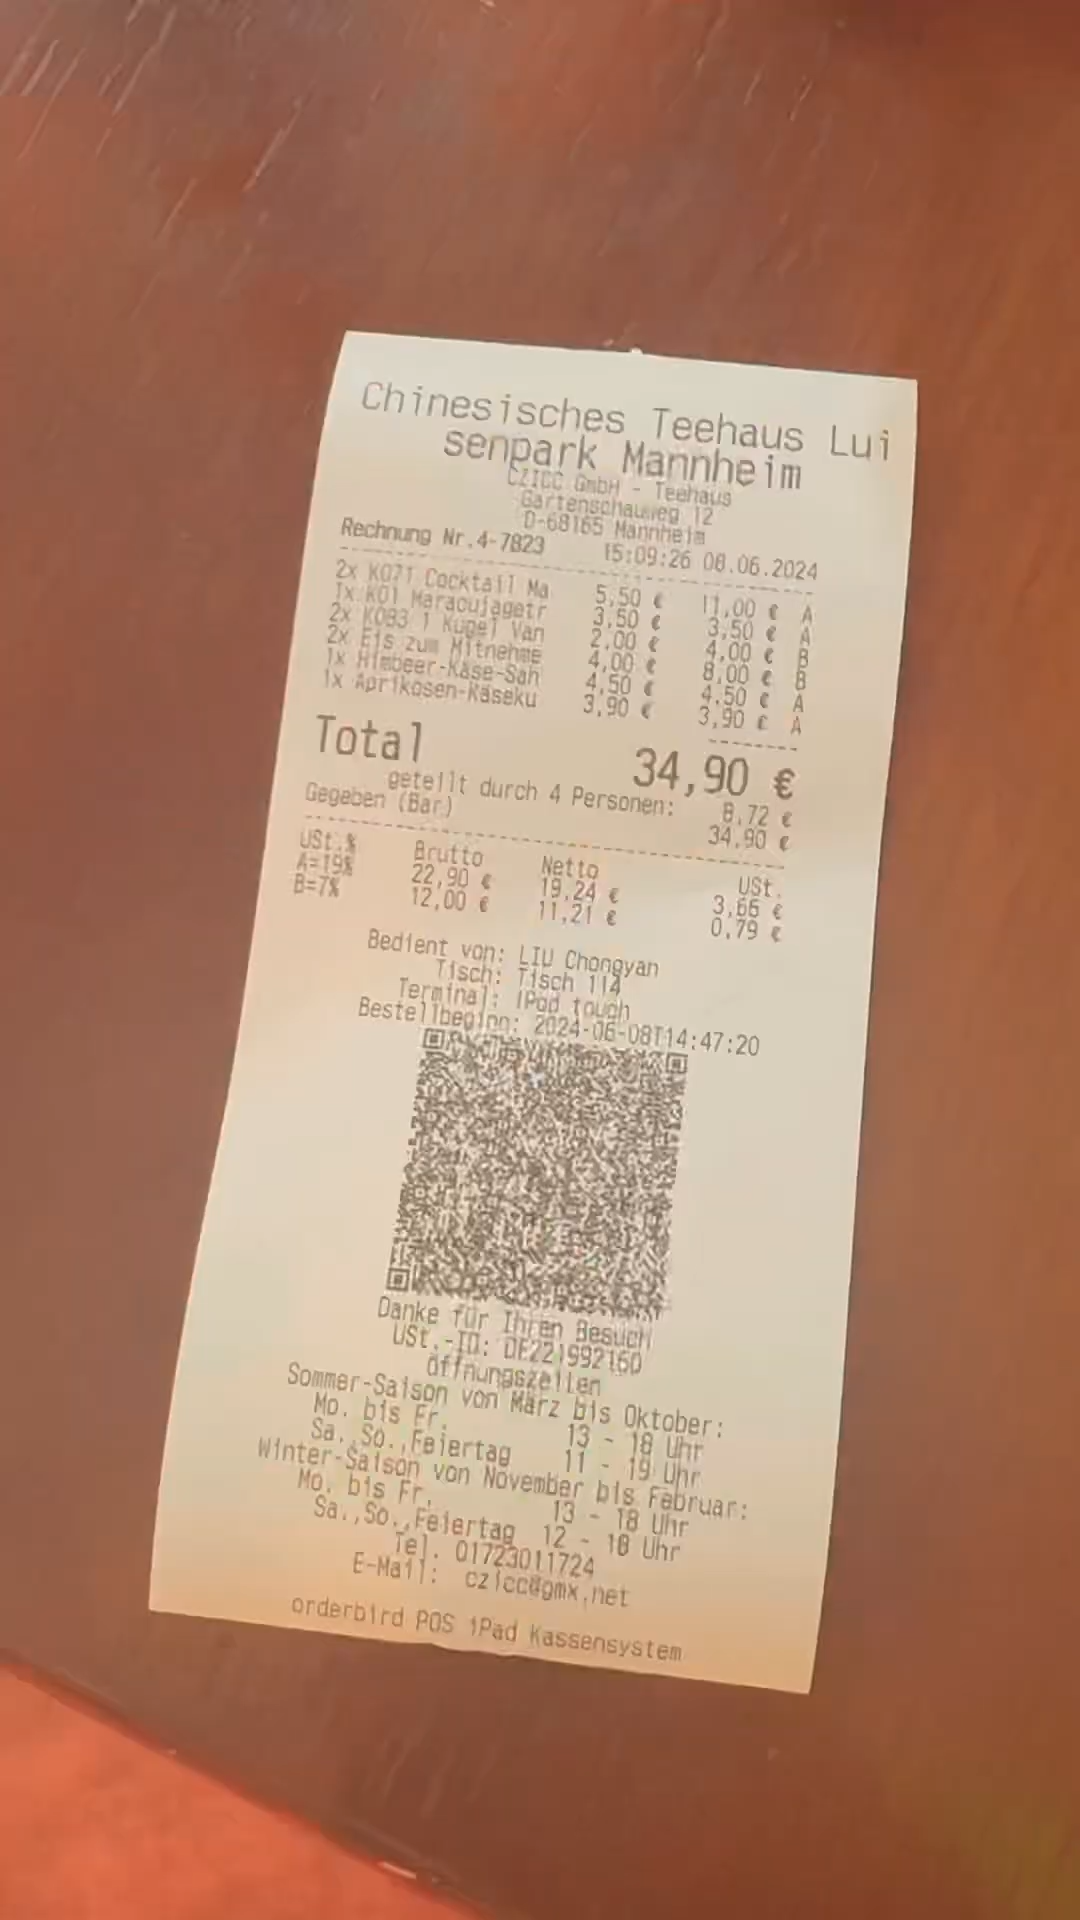 Chinesisches Teehaus Lui
senpark Mannheim
CZICC GmbH - Teehaus
Gartenschauweg 12
D-68165 Mannheim
Rechnung Nr.4-7823 15:09:26 08.06.2024
2x K071 Cocktail Ma 5,50 € 11,00 € A
1x K01 Maracujagetr 3,50 € 3,50 € A
2x K083 1 Kugel Van 2,00 € 4,00 € B
2x Eis zum Mitnehme 4,00 € 8,00 € B
1x Himbeer-Käse-Sah 4,50 € 4,50 € A
1x Aprikosen-Käseku 3,90 € 3,90 € A
Total 34,90 €
geteilt durch 4 Personen: 8,72 €
Gegeben (Bar) 34,90 €
USt.% Brutto Netto USt.
A=19% 22,90 € 19,24 € 3,66 €
B=7% 12,00 € 11,21 € 0,79 €
Bedient von: LIU Chongyan
Tisch: Tisch 114
Terminal: iPod touch
Bestellbeginn: 2024-06-08T14:47:20
Danke für Ihren Besuch
USt.-ID: DE221992160
Öffnungszeiten
Sommer-Saison von März bis Oktober:
Mo. bis Fr. 13 - 18 Uhr
Sa.,So.,Feiertag 11 - 19 Uhr
Winter-Saison von November bis Februar:
Mo. bis Fr. 13 - 18 Uhr
Sa.,So.,Feiertag 12 - 18 Uhr
Tel: 01723011724
E-Mail: czicc@gmx.net
orderbird POS iPad Kassensystem